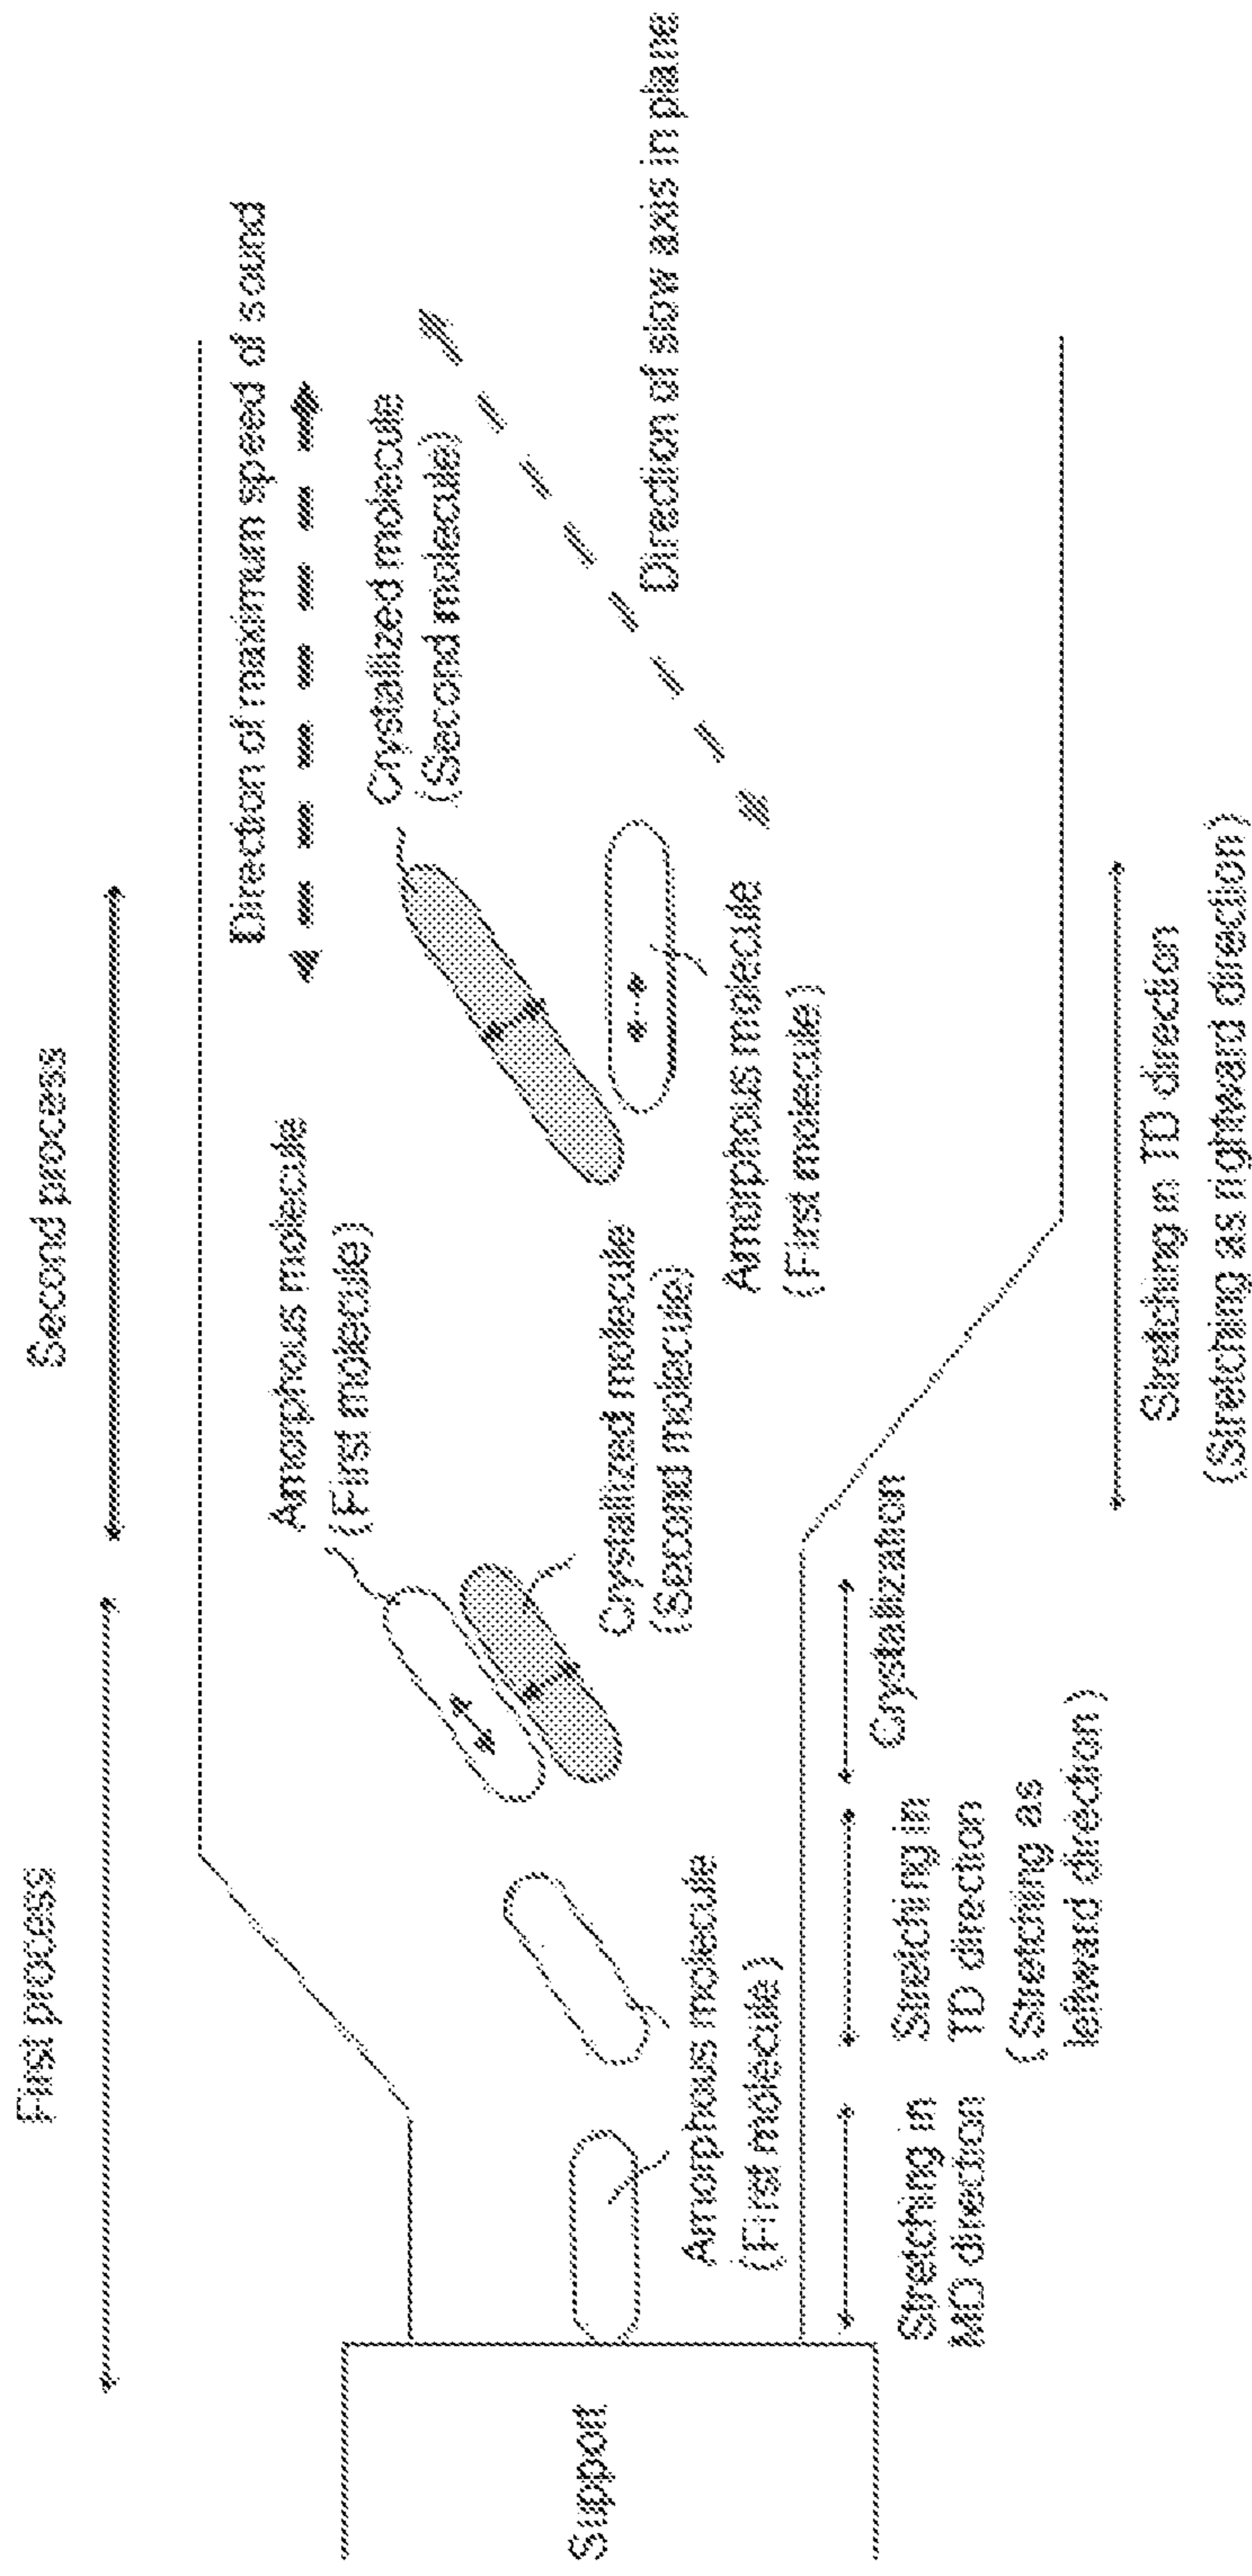 First process
Second process
Direction of maximum speed of sound
Amorphous molecule
(First molecule)
Crystallized molecule
(Second molecule)
Support
Amorphous molecule
(First molecule)
Crystallized molecule
(Second molecule)
Amorphous molecule
(First molecule)
Direction of slow axis in plane
Stretching in
MD direction
Stretching in
TD direction
(Stretching as
leftward direction)
Crystallization
Stretching in TD direction
(Stretching as rightward direction)